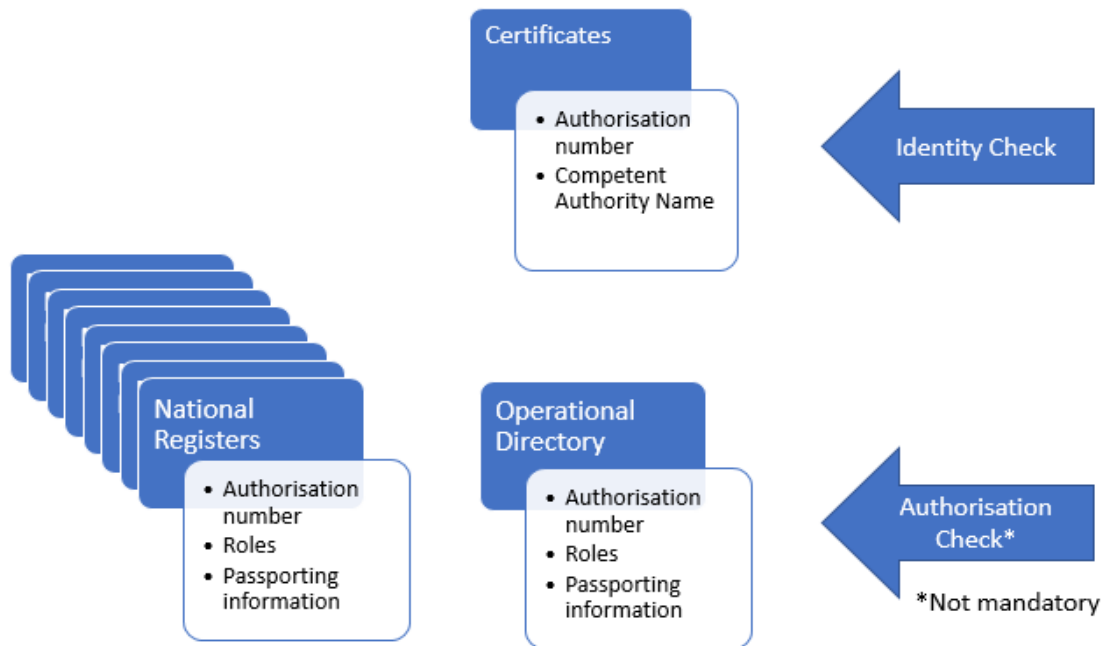 Certificates
• Authorisation
number
• Competent
Authority Name
Identity Check
National
Registers
• Authorisation
number
• Roles
• Passporting
information
Operational
Directory
• Authorisation
number
• Roles
• Passporting
information
Authorisation
Check*
*Not mandatory